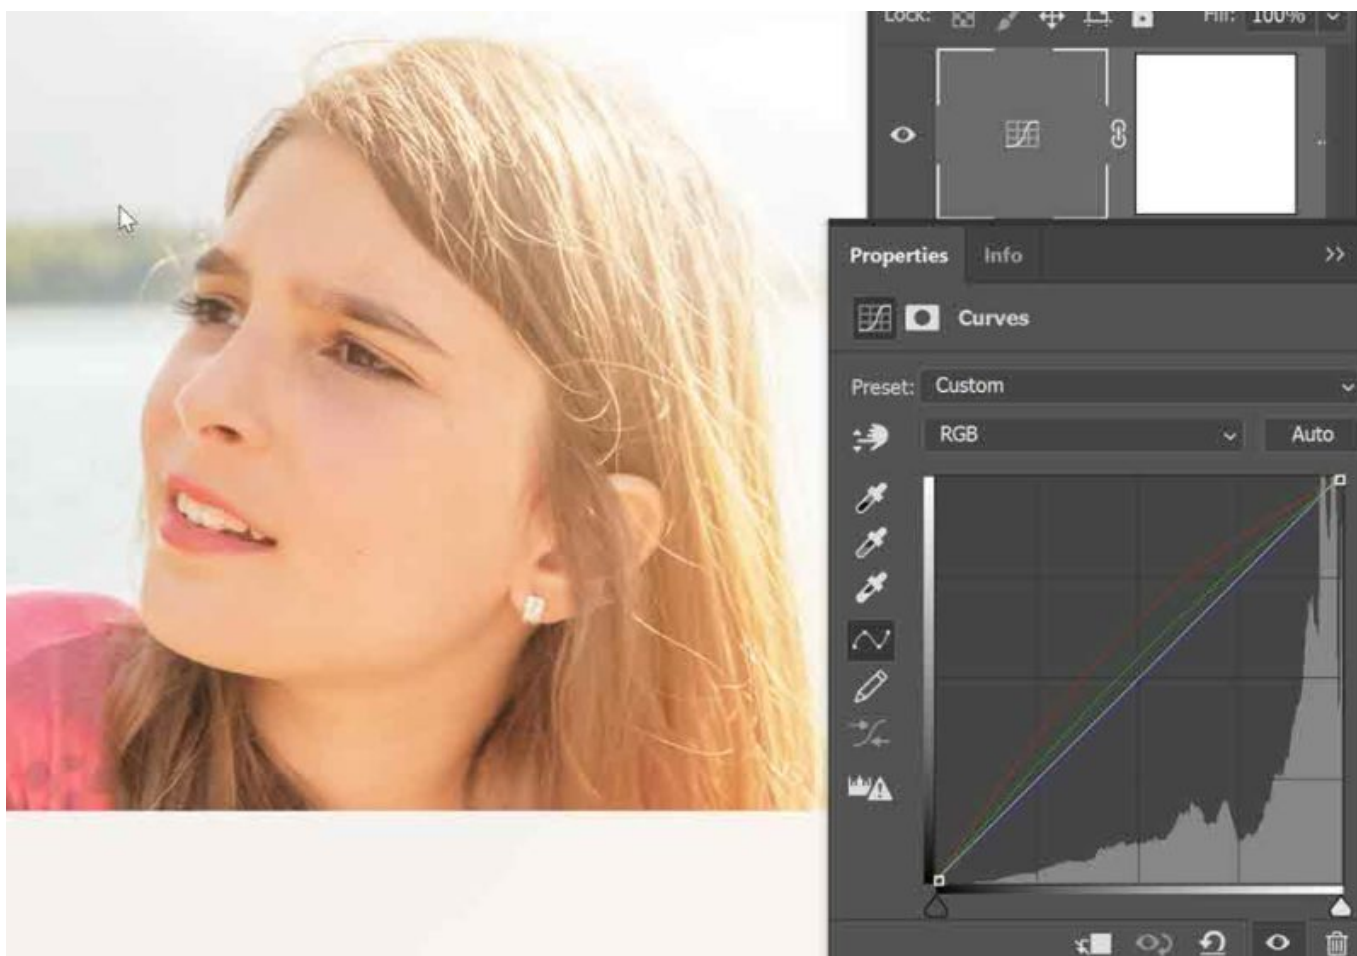 Lock: Fill: 100%
Properties Info
Curves
Preset: Custom
RGB Auto